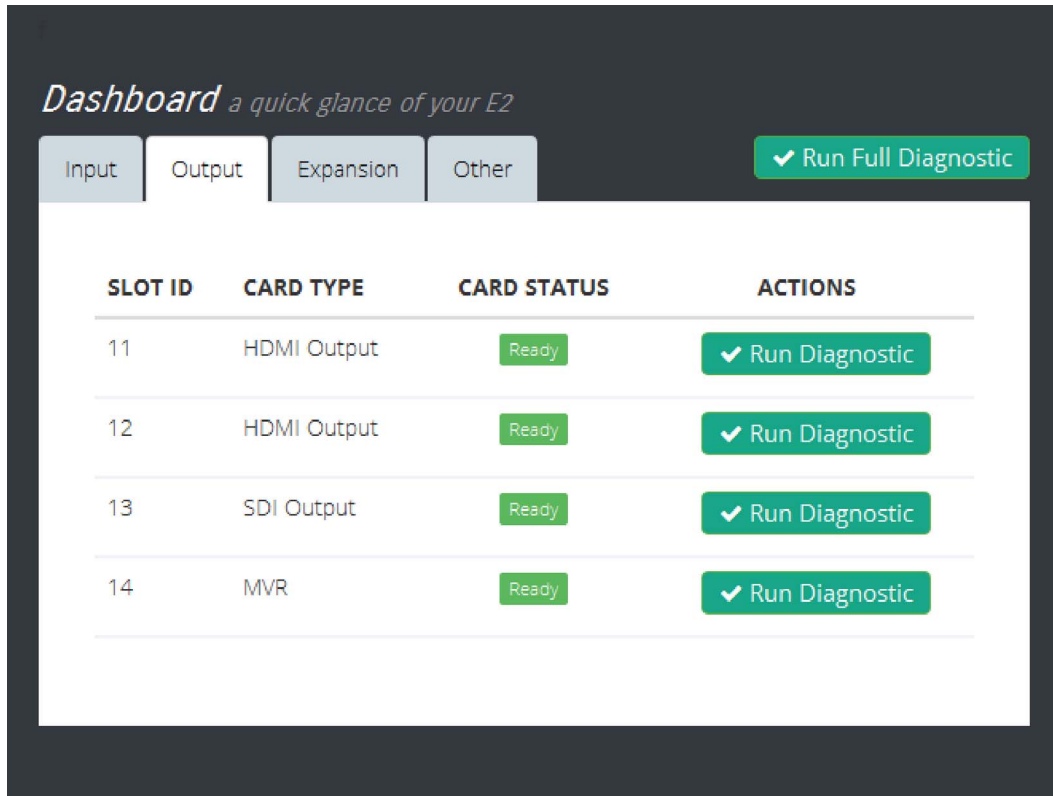 Dashboard a quick glance of your E2
Input Output Expansion Other Run Full Diagnostic
SLOT ID CARD TYPE CARD STATUS ACTIONS
11 HDMI Output Ready Run Diagnostic
12 HDMI Output Ready Run Diagnostic
13 SDI Output Ready Run Diagnostic
14 MVR Ready Run Diagnostic